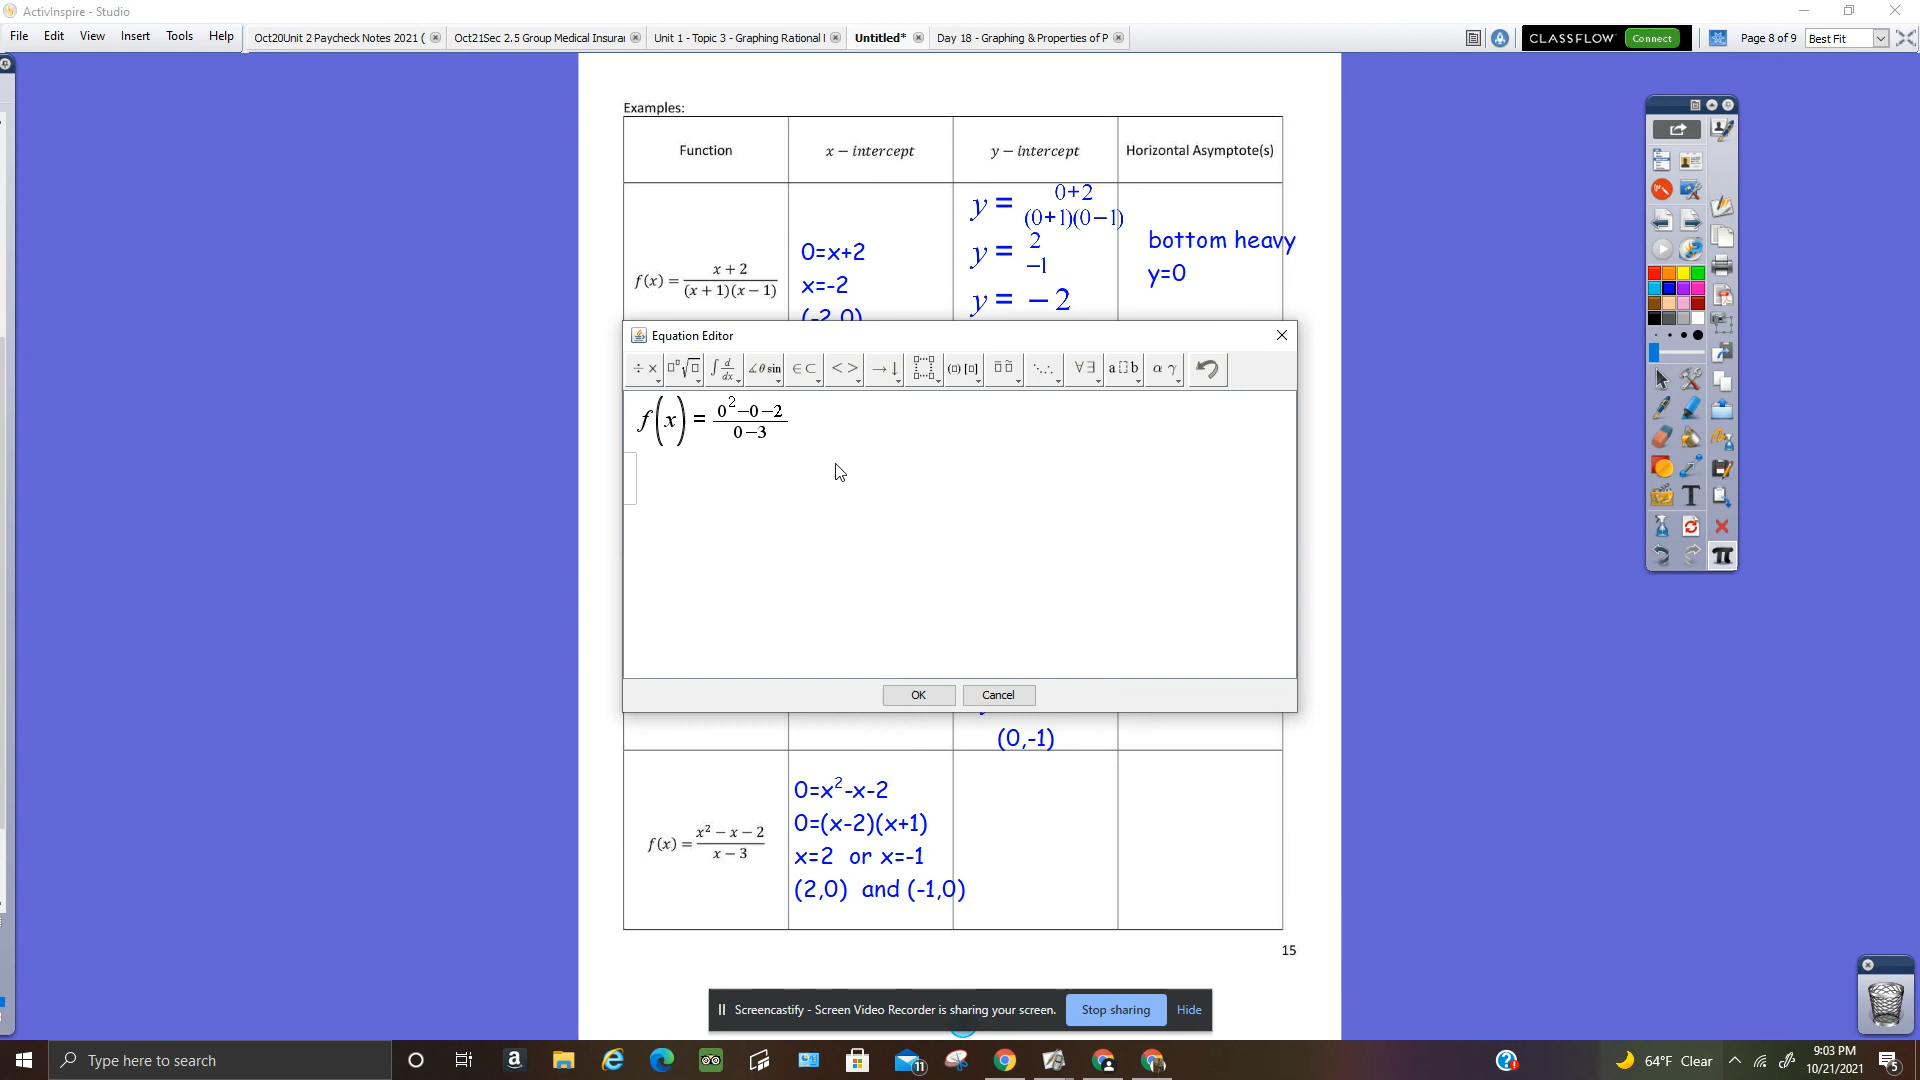 ActivInspire - Studio
File Edit View Insert Tools Help
Oct20Unit 2 Paycheck Notes 2021 ( Oct21Sec 2.5 Group Medical Insurar Unit 1 - Topic 3 - Graphing Rational Untitled* Day 18 - Graphing & Properties of P
CLASSFLOW Connect Page 8 of 9 Best Fit
Examples:
Function x − intercept y − intercept Horizontal Asymptote(s)
f(x) = x + 2 / (x + 1)(x − 1)
0=x+2
x=-2
(-2,0)
y = 0+2 / (0+1)(0−1)
y = 2 / −1
y = − 2
bottom heavy
y=0
Equation Editor
f(x) = 0²−0−2 / 0−3
OK Cancel
(0,-1)
f(x) = x² − x − 2 / x − 3
0=x²-x-2
0=(x-2)(x+1)
x=2 or x=-1
(2,0) and (-1,0)
15
Screencastify - Screen Video Recorder is sharing your screen. Stop sharing Hide
Type here to search
11
64°F Clear
9:03 PM
10/21/2021
5